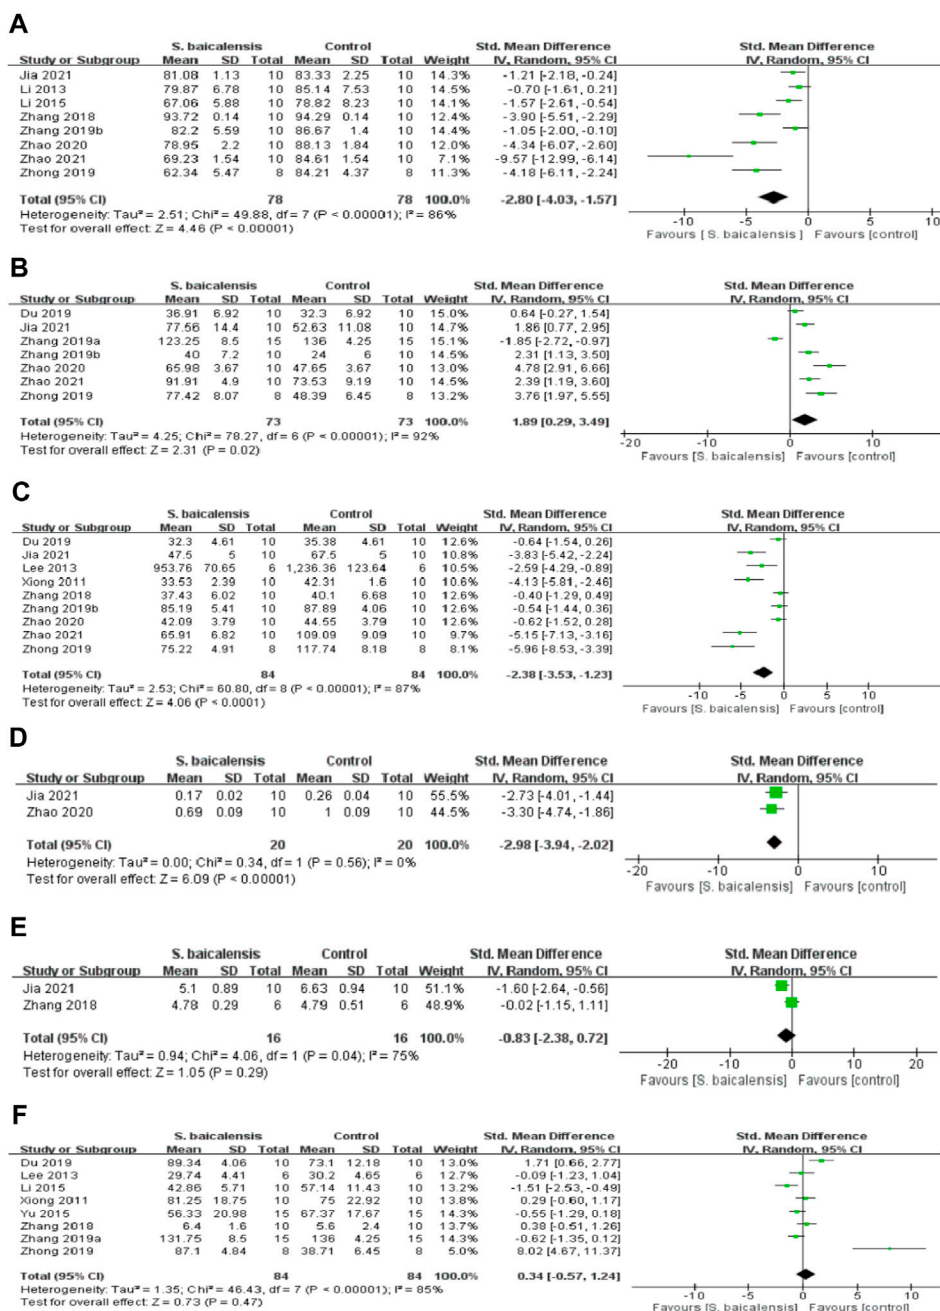 A
S. baicalensis Control Std. Mean Difference Std. Mean Difference
Study or Subgroup Mean SD Total Mean SD Total Weight IV, Random, 95% CI IV, Random, 95% CI
Jia 2021 81.08 1.13 10 83.33 2.25 10 14.3% -1.21 [-2.18, -0.24]
Li 2013 79.87 6.78 10 85.14 7.53 10 14.5% -0.70 [-1.61, 0.21]
Li 2015 67.06 5.88 10 78.82 8.23 10 14.1% -1.57 [-2.61, -0.54]
Zhang 2018 93.72 0.14 10 94.29 0.14 10 12.4% -3.90 [-5.51, -2.29]
Zhang 2019b 82.2 5.59 10 86.67 1.4 10 14.4% -1.05 [-2.00, -0.10]
Zhao 2020 78.95 2.2 10 88.13 1.84 10 12.0% -4.34 [-6.07, -2.60]
Zhao 2021 69.23 1.54 10 84.61 1.54 10 7.1% -9.57 [-12.99, -6.14]
Zhong 2019 62.34 5.47 8 84.21 4.37 8 11.3% -4.18 [-6.11, -2.24]
Total (95% CI) 78 78 100.0% -2.80 [-4.03, -1.57]
Heterogeneity: Tau² = 2.51; Chi² = 49.88, df = 7 (P < 0.00001); I² = 86%
Test for overall effect: Z = 4.46 (P < 0.00001)
-10 -5 0 5 10
Favours [S. baicalensis] Favours [control]
B
S. baicalensis Control Std. Mean Difference Std. Mean Difference
Study or Subgroup Mean SD Total Mean SD Total Weight IV, Random, 95% CI IV, Random, 95% CI
Du 2019 36.91 6.92 10 32.3 6.92 10 15.0% 0.64 [-0.27, 1.54]
Jia 2021 77.56 14.4 10 52.63 11.08 10 14.7% 1.86 [0.77, 2.95]
Zhang 2019a 123.25 8.5 15 136 4.25 15 15.1% -1.85 [-2.72, -0.97]
Zhang 2019b 40 7.2 10 24 6 10 14.5% 2.31 [1.13, 3.50]
Zhao 2020 65.98 3.67 10 47.65 3.67 10 13.0% 4.78 [2.91, 6.66]
Zhao 2021 91.91 4.9 10 73.53 9.19 10 14.4% 2.39 [1.19, 3.60]
Zhong 2019 77.42 8.07 8 48.39 6.45 8 13.2% 3.76 [1.97, 5.55]
Total (95% CI) 73 73 100.0% 1.89 [0.29, 3.49]
Heterogeneity: Tau² = 4.25; Chi² = 78.27, df = 6 (P < 0.00001); I² = 92%
Test for overall effect: Z = 2.31 (P = 0.02)
-20 -10 0 10
Favours [S. baicalensis] Favours [control]
C
S. baicalensis Control Std. Mean Difference Std. Mean Difference
Study or Subgroup Mean SD Total Mean SD Total Weight IV, Random, 95% CI IV, Random, 95% CI
Du 2019 32.3 4.61 10 35.38 4.61 10 12.6% -0.64 [-1.54, 0.26]
Jia 2021 47.5 5 10 67.5 5 10 10.8% -3.83 [-5.42, -2.24]
Lee 2013 953.76 70.65 6 1,236.36 123.64 6 10.5% -2.59 [-4.29, -0.89]
Xiong 2011 33.53 2.39 10 42.31 1.6 10 10.6% -4.13 [-5.81, -2.46]
Zhang 2018 37.43 6.02 10 40.1 6.68 10 12.6% -0.40 [-1.29, 0.49]
Zhang 2019b 85.19 5.41 10 87.89 4.06 10 12.6% -0.54 [-1.44, 0.36]
Zhao 2020 42.09 3.79 10 44.55 3.79 10 12.6% -0.62 [-1.52, 0.28]
Zhao 2021 65.91 6.82 10 109.09 9.09 10 9.7% -5.15 [-7.13, -3.16]
Zhong 2019 75.22 4.91 8 117.74 8.18 8 8.1% -5.96 [-8.53, -3.39]
Total (95% CI) 84 84 100.0% -2.38 [-3.53, -1.23]
Heterogeneity: Tau² = 2.53; Chi² = 60.80, df = 8 (P < 0.00001); I² = 87%
Test for overall effect: Z = 4.06 (P < 0.0001)
-10 -5 0 5 10
Favours [S. baicalensis] Favours [control]
D
S. baicalensis Control Std. Mean Difference Std. Mean Difference
Study or Subgroup Mean SD Total Mean SD Total Weight IV, Random, 95% CI IV, Random, 95% CI
Jia 2021 0.17 0.02 10 0.26 0.04 10 55.5% -2.73 [-4.01, -1.44]
Zhao 2020 0.69 0.09 10 1 0.09 10 44.5% -3.30 [-4.74, -1.86]
Total (95% CI) 20 20 100.0% -2.98 [-3.94, -2.02]
Heterogeneity: Tau² = 0.00; Chi² = 0.34, df = 1 (P = 0.56); I² = 0%
Test for overall effect: Z = 6.09 (P < 0.00001)
-20 -10 0 10
Favours [S. baicalensis] Favours [control]
E
S. baicalensis Control Std. Mean Difference Std. Mean Difference
Study or Subgroup Mean SD Total Mean SD Total Weight IV, Random, 95% CI IV, Random, 95% CI
Jia 2021 5.1 0.89 10 6.63 0.94 10 51.1% -1.60 [-2.64, -0.56]
Zhang 2018 4.78 0.29 6 4.79 0.51 6 48.9% -0.02 [-1.15, 1.11]
Total (95% CI) 16 16 100.0% -0.83 [-2.38, 0.72]
Heterogeneity: Tau² = 0.94; Chi² = 4.06, df = 1 (P = 0.04); I² = 75%
Test for overall effect: Z = 1.05 (P = 0.29)
-20 -10 0 10 20
Favours [S. baicalensis] Favours [control]
F
S. baicalensis Control Std. Mean Difference Std. Mean Difference
Study or Subgroup Mean SD Total Mean SD Total Weight IV, Random, 95% CI IV, Random, 95% CI
Du 2019 89.34 4.06 10 73.1 12.18 10 13.0% 1.71 [0.66, 2.77]
Lee 2013 29.74 4.41 6 30.2 4.65 6 12.6% -0.09 [-1.23, 1.04]
Li 2015 42.86 5.71 10 57.14 11.43 10 13.1% -1.51 [-2.53, -0.49]
Xiong 2011 81.25 18.75 10 75 22.92 10 13.7% 0.29 [-0.60, 1.17]
Yu 2015 56.33 20.98 15 67.37 17.67 15 14.2% -0.55 [-1.29, 0.18]
Zhang 2018 6.4 1.6 10 5.6 2.4 10 13.7% 0.38 [-0.51, 1.26]
Zhang 2019a 131.75 8.5 15 136 4.25 15 14.2% -0.62 [-1.35, 0.12]
Zhong 2019 87.1 4.84 8 38.71 6.45 8 5.0% 8.02 [4.67, 11.37]
Total (95% CI) 84 84 100.0% 0.34 [-0.57, 1.24]
Heterogeneity: Tau² = 1.35; Chi² = 46.43, df = 7 (P < 0.00001); I² = 85%
Test for overall effect: Z = 0.73 (P = 0.47)
-10 -5 0 5 10
Favours [S. baicalensis] Favours [control]